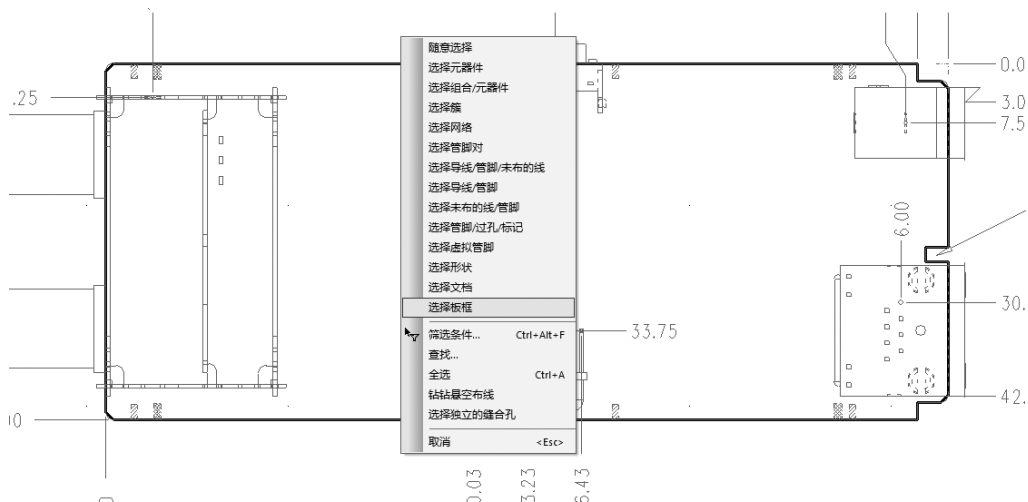 随意选择
选择元器件
选择组合/元器件
选择簇
选择网络
选择管脚对
选择导线/管脚/未布的线
选择导线/管脚
选择未布的线/管脚
选择管脚/过孔/标记
选择虚拟管脚
选择形状
选择文档
选择板框
筛选条件... Ctrl+Alt+F
查找...
全选 Ctrl+A
钻钻悬空布线
选择独立的缝合孔
取消 <Esc>
.25
0.0
3.0
7.5
6.00
30.
33.75
42.
0.03
3.23
6.43